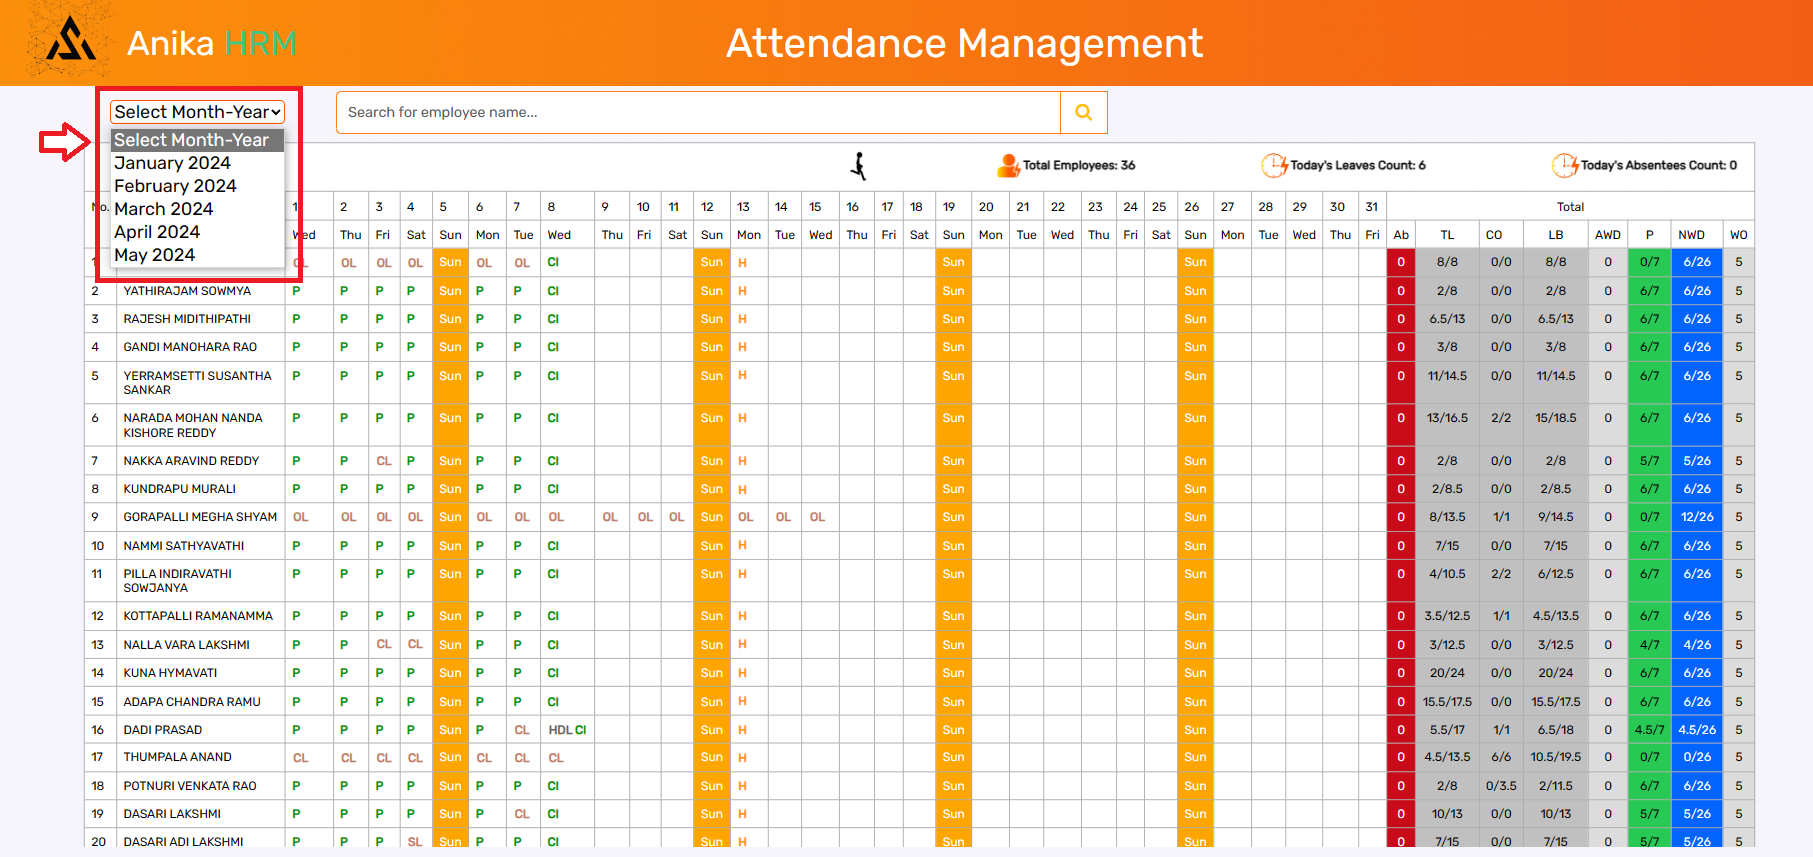 Anika HRM
Attendance Management
Select Month-Year
Search for employee name...
Select Month-Year
January 2024
February 2024
March 2024
April 2024
May 2024
Total Employees: 36 Today's Leaves Count: 6 Today's Absentees Count: 0
No. 1 2 3 4 5 6 7 8 9 10 11 12 13 14 15 16 17 18 19 20 21 22 23 24 25 26 27 28 29 30 31 Total
Wed Thu Fri Sat Sun Mon Tue Wed Thu Fri Sat Sun Mon Tue Wed Thu Fri Sat Sun Mon Tue Wed Thu Fri Sat Sun Mon Tue Wed Thu Fri Ab TL CO LB AWD P NWD WO
1 OL OL OL OL Sun OL OL CI Sun H Sun Sun 0 8/8 0/0 8/8 0 0/7 6/26 5
2 YATHIRAJAM SOWMYA P P P P Sun P P CI Sun H Sun Sun 0 2/8 0/0 2/8 0 6/7 6/26 5
3 RAJESH MIDITHIPATHI P P P P Sun P P CI Sun H Sun Sun 0 6.5/13 0/0 6.5/13 0 6/7 6/26 5
4 GANDI MANOHARA RAO P P P P Sun P P CI Sun H Sun Sun 0 3/8 0/0 3/8 0 6/7 6/26 5
5 YERRAMSETTI SUSANTHA P P P P Sun P P CI Sun H Sun Sun 0 11/14.5 0/0 11/14.5 0 6/7 6/26 5
SANKAR
6 NARADA MOHAN NANDA P P P P Sun P P CI Sun H Sun Sun 0 13/16.5 2/2 15/18.5 0 6/7 6/26 5
KISHORE REDDY
7 NAKKA ARAVIND REDDY P P CL P Sun P P CI Sun H Sun Sun 0 2/8 0/0 2/8 0 5/7 5/26 5
8 KUNDRAPU MURALI P P P P Sun P P CI Sun H Sun Sun 0 2/8.5 0/0 2/8.5 0 6/7 6/26 5
9 GORAPALLI MEGHA SHYAM OL OL OL OL Sun OL OL OL OL OL OL Sun OL OL OL Sun Sun 0 8/13.5 1/1 9/14.5 0 0/7 12/26 5
10 NAMMI SATHYAVATHI P P P P Sun P P CI Sun H Sun Sun 0 7/15 0/0 7/15 0 6/7 6/26 5
11 PILLA INDIRAVATHI P P P P Sun P P CI Sun H Sun Sun 0 4/10.5 2/2 6/12.5 0 6/7 6/26 5
SOWJANYA
12 KOTTAPALLI RAMANAMMA P P P P Sun P P CI Sun H Sun Sun 0 3.5/12.5 1/1 4.5/13.5 0 6/7 6/26 5
13 NALLA VARA LAKSHMI P P CL CL Sun P P CI Sun H Sun Sun 0 3/12.5 0/0 3/12.5 0 4/7 4/26 5
14 KUNA HYMAVATI P P P P Sun P P CI Sun H Sun Sun 0 20/24 0/0 20/24 0 6/7 6/26 5
15 ADAPA CHANDRA RAMU P P P P Sun P P CI Sun H Sun Sun 0 15.5/17.5 0/0 15.5/17.5 0 6/7 6/26 5
16 DADI PRASAD P P P P Sun P CL HDL CI Sun H Sun Sun 0 5.5/17 1/1 6.5/18 0 4.5/7 4.5/26 5
17 THUMPALA ANAND CL CL CL CL Sun CL CL CL Sun H Sun Sun 0 4.5/13.5 6/6 10.5/19.5 0 0/7 0/26 5
18 POTNURI VENKATA RAO P P P P Sun P P CI Sun H Sun Sun 0 2/8 0/3.5 2/11.5 0 6/7 6/26 5
19 DASARI LAKSHMI P P P P Sun P CL CI Sun H Sun Sun 0 10/13 0/0 10/13 0 5/7 5/26 5
20 DASARI ADI LAKSHMI P P P SL Sun P P CI Sun H Sun Sun 0 7/15 0/0 7/15 0 5/7 5/26 5